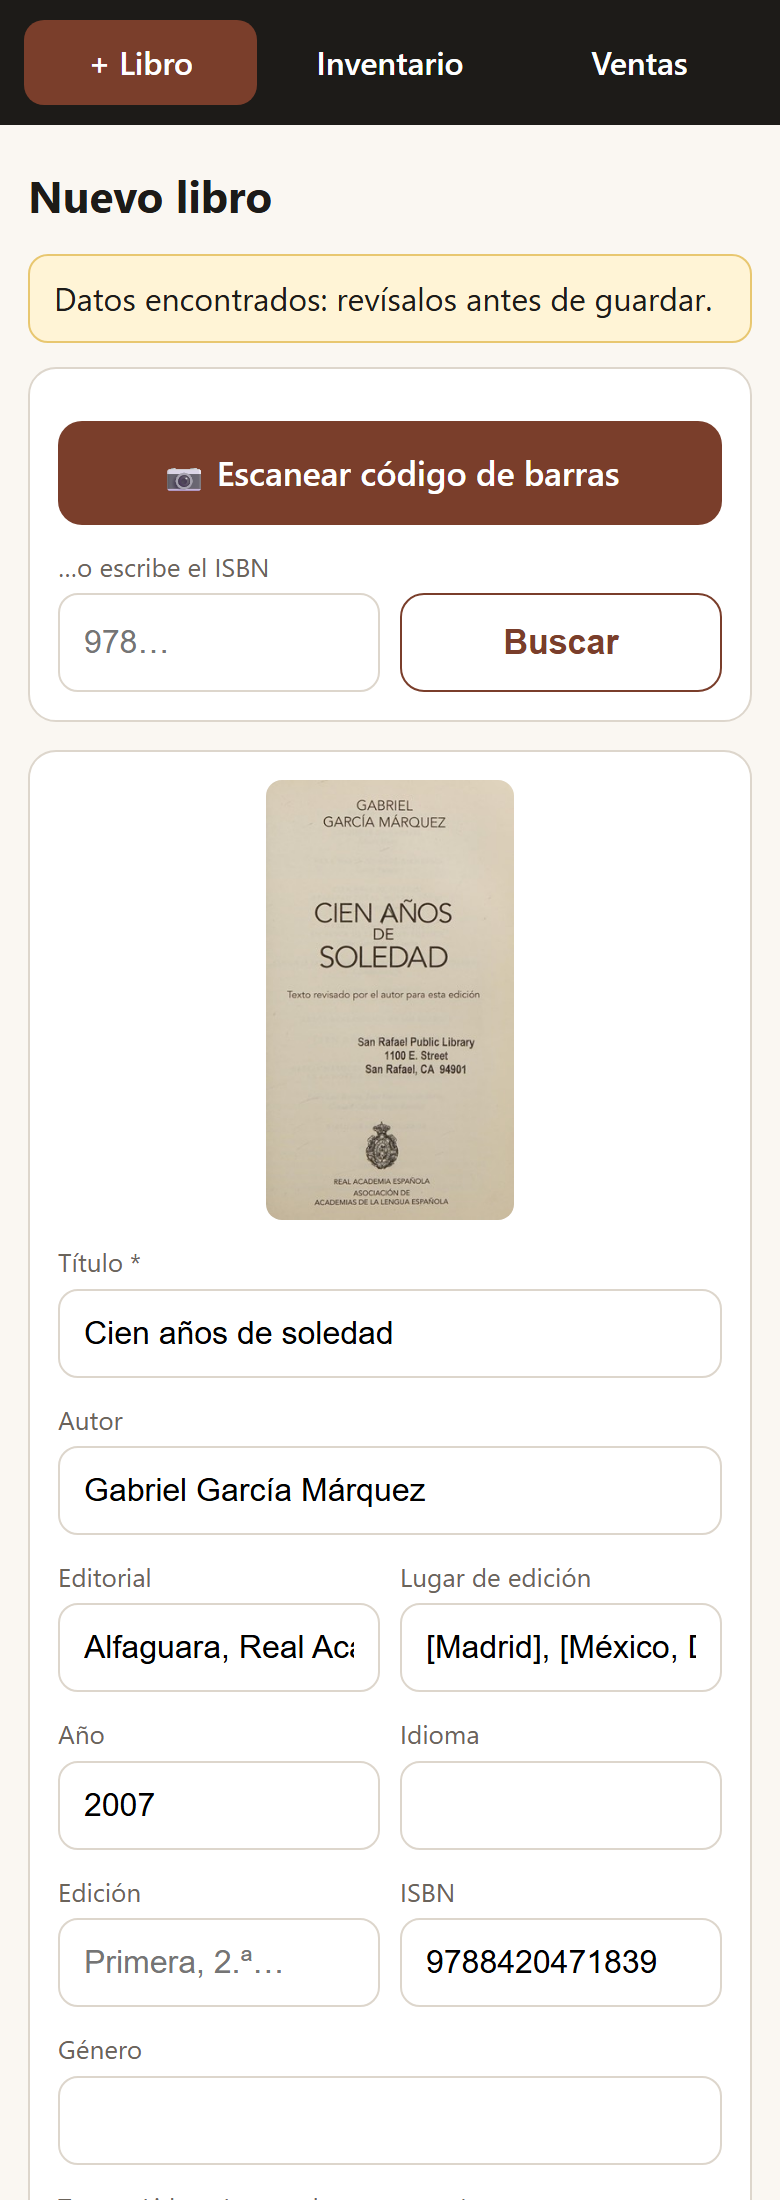 + Libro
Inventario
Ventas
Nuevo libro
Datos encontrados: revísalos antes de guardar.
Escanear código de barras
...o escribe el ISBN
978...
Buscar
GABRIEL
GARCÍA MÁRQUEZ
CIEN AÑOS
DE
SOLEDAD
Texto revisado por el autor para esta edición
San Rafael Public Library
1100 E. Street
San Rafael, CA 94901
REAL ACADEMIA ESPAÑOLA
ASOCIACIÓN DE
ACADEMIAS DE LA LENGUA ESPAÑOLA
Título *
Cien años de soledad
Autor
Gabriel García Márquez
Editorial
Lugar de edición
Alfaguara, Real
[Madrid], [México,
Año
Idioma
2007
Edición
ISBN
Primera, 2.ª...
9788420471839
Género